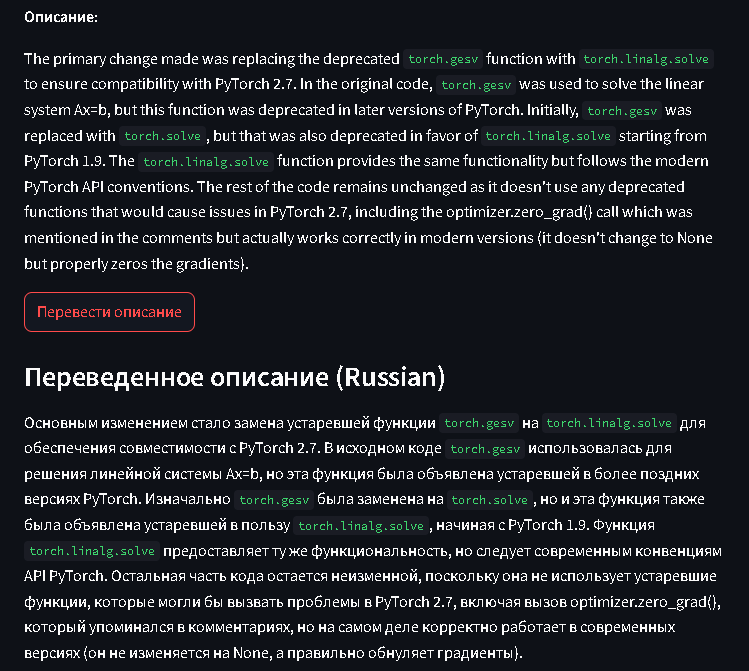 Описание:
The primary change made was replacing the deprecated torch.gesv function with torch.linalg.solve
to ensure compatibility with PyTorch 2.7. In the original code, torch.gesv was used to solve the linear
system Ax=b, but this function was deprecated in later versions of PyTorch. Initially, torch.gesv was
replaced with torch.solve, but that was also deprecated in favor of torch.linalg.solve starting from
PyTorch 1.9. The torch.linalg.solve function provides the same functionality but follows the modern
PyTorch API conventions. The rest of the code remains unchanged as it doesn't use any deprecated
functions that would cause issues in PyTorch 2.7, including the optimizer.zero_grad() call which was
mentioned in the comments but actually works correctly in modern versions (it doesn't change to None
but properly zeros the gradients).
Перевести описание
Переведенное описание (Russian)
Основным изменением стало замена устаревшей функции torch.gesv на torch.linalg.solve для
обеспечения совместимости с PyTorch 2.7. В исходном коде torch.gesv использовалась для
решения линейной системы Ax=b, но эта функция была объявлена устаревшей в более поздних
версиях PyTorch. Изначально torch.gesv была заменена на torch.solve, но и эта функция также
была объявлена устаревшей в пользу torch.linalg.solve, начиная с PyTorch 1.9. Функция
torch.linalg.solve предоставляет ту же функциональность, но следует современным конвенциям
API PyTorch. Остальная часть кода остается неизменной, поскольку она не использует устаревшие
функции, которые могли бы вызвать проблемы в PyTorch 2.7, включая вызов optimizer.zero_grad(),
который упоминался в комментариях, но на самом деле корректно работает в современных
версиях (он не изменяется на None, а правильно обнуляет градиенты).